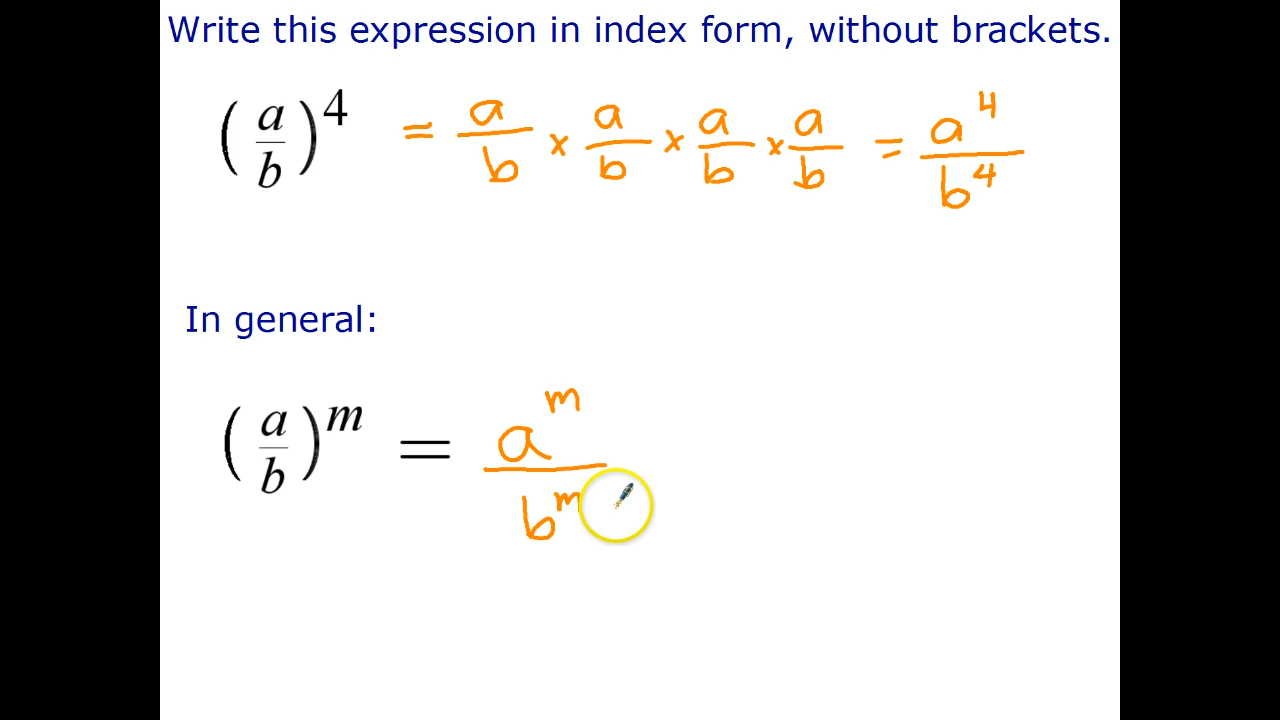 Write this expression in index form, without brackets.
(a/b)^4 = a/b × a/b × a/b × a/b = a^4/b^4
In general:
(a/b)^m = a^m/b^m